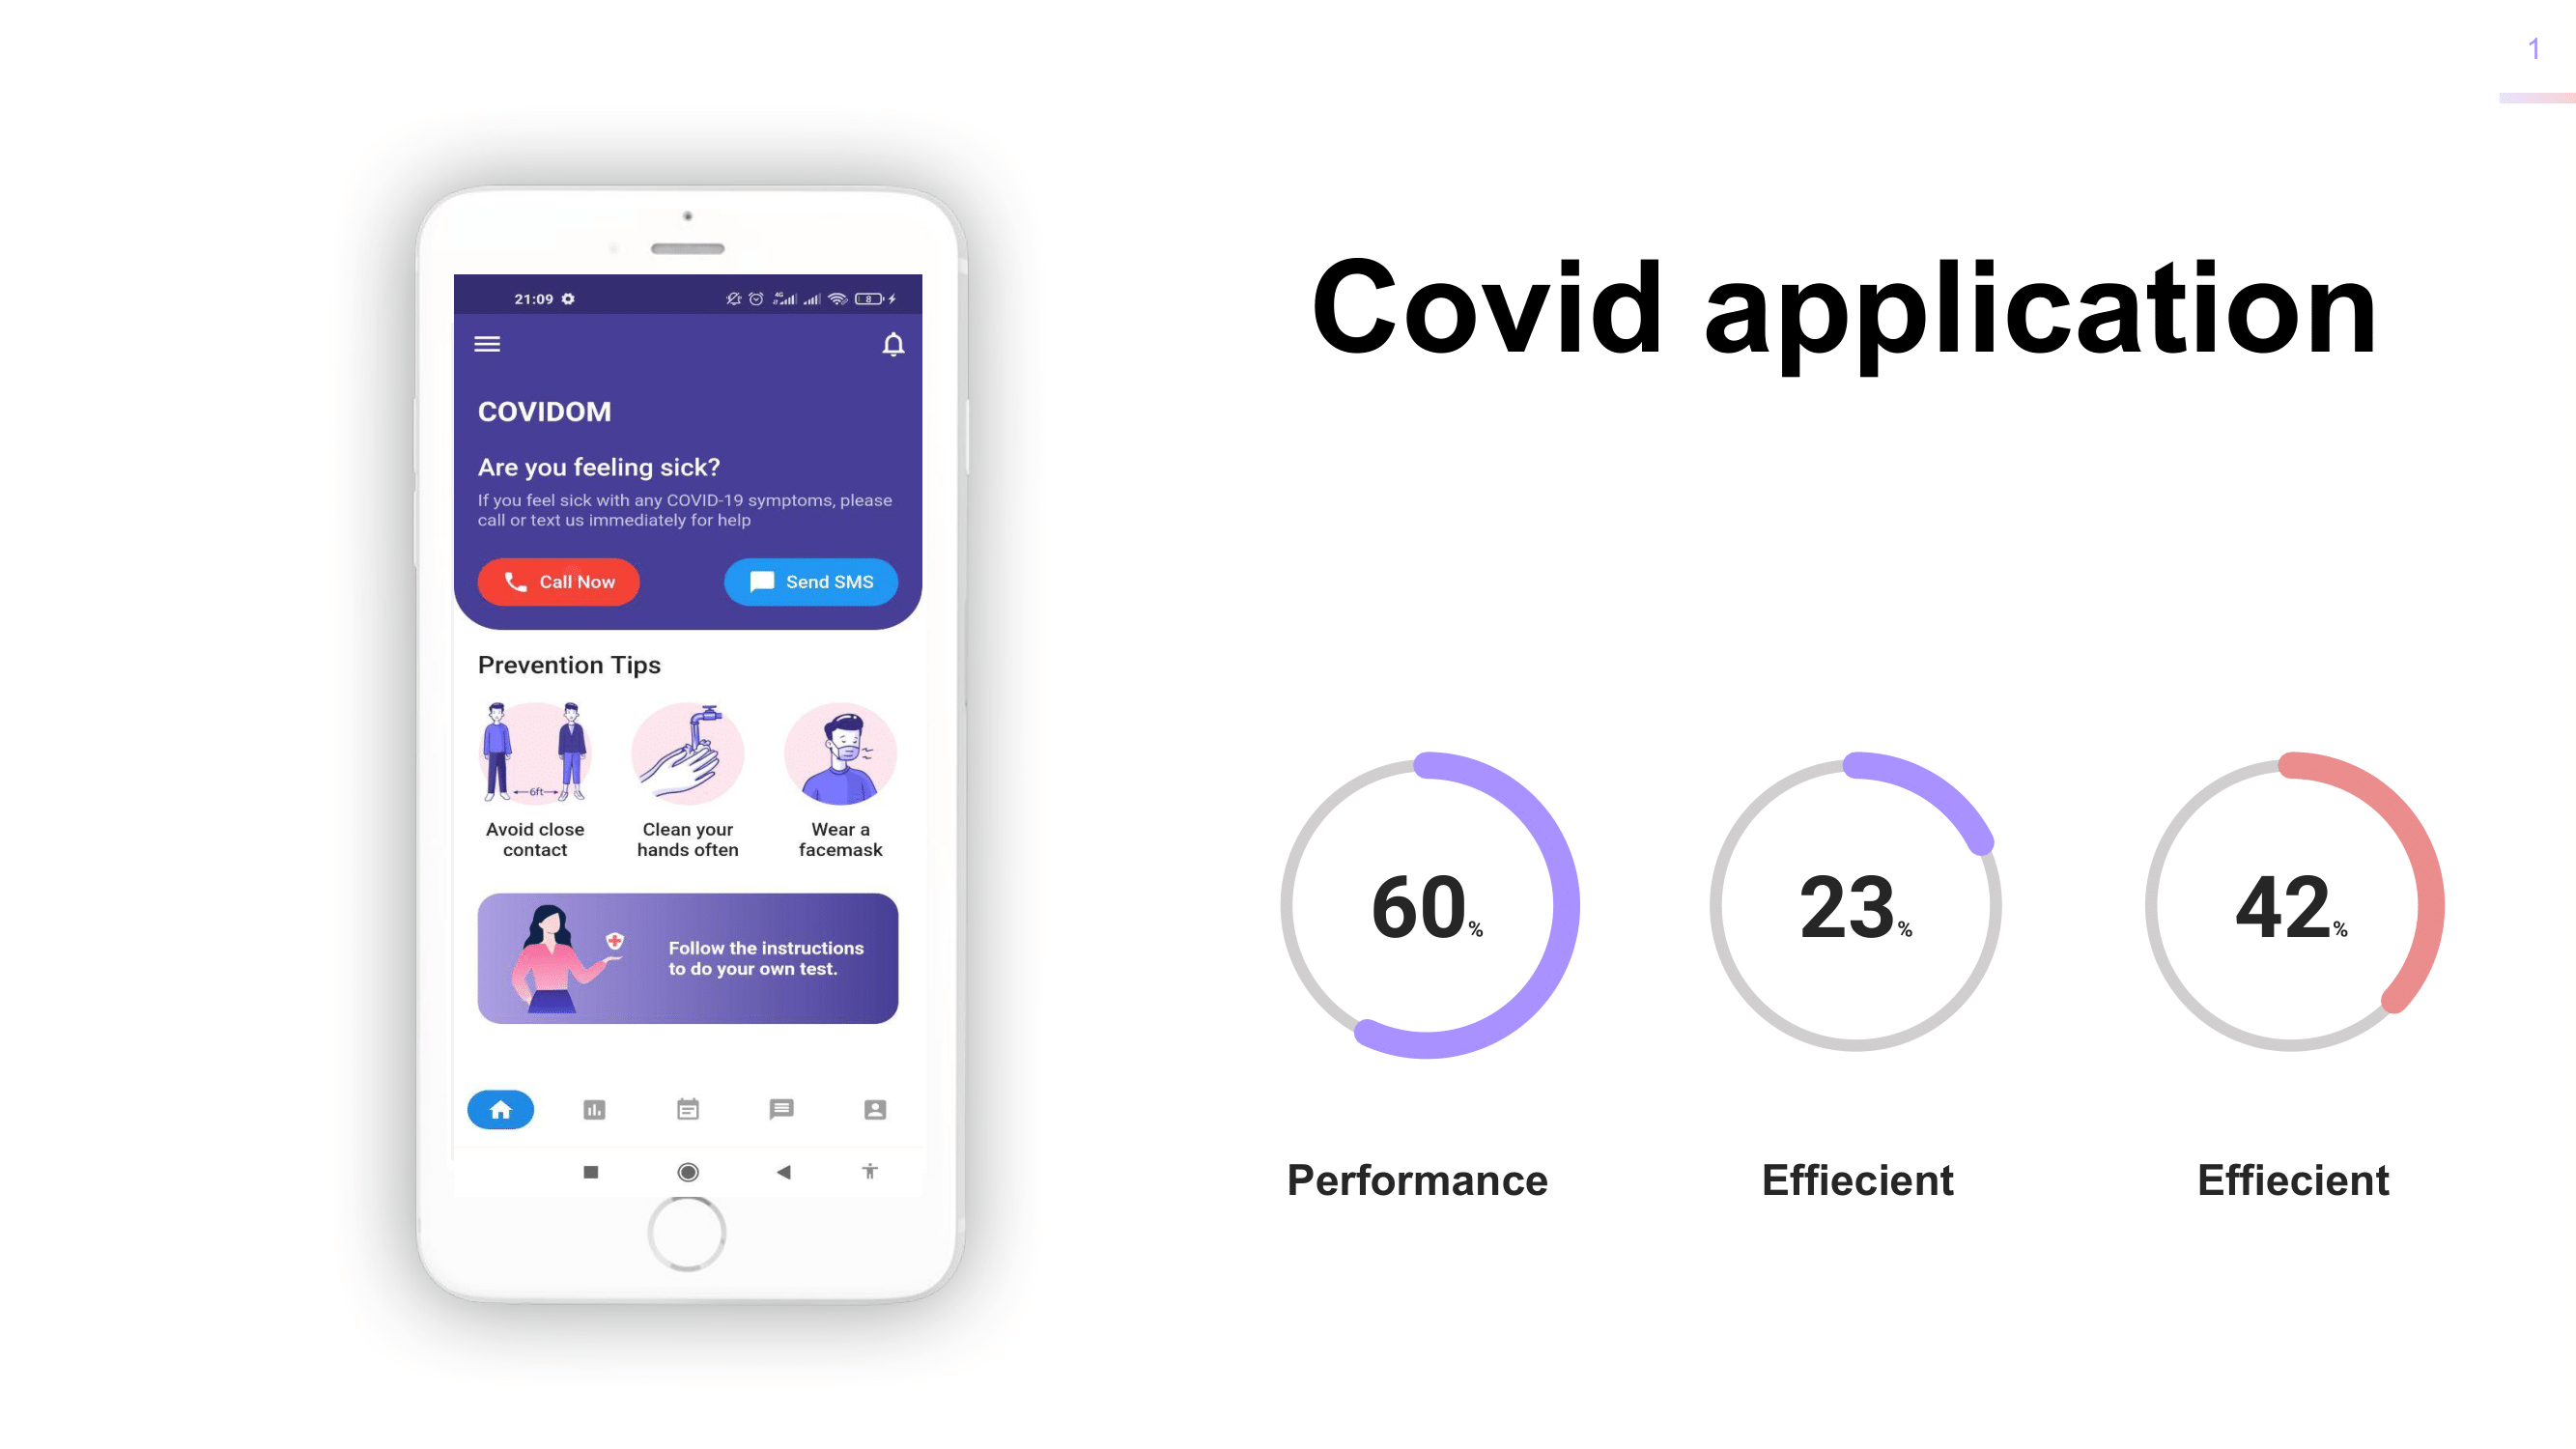 1
21:09
4G
8
COVIDOM
Are you feeling sick?
If you feel sick with any COVID-19 symptoms, please
call or text us immediately for help
Call Now
Send SMS
Prevention Tips
6ft
Avoid close
contact
Clean your
hands often
Wear a
facemask
Follow the instructions
to do your own test.
Covid application
60%
23%
42%
Performance
Effiecient
Effiecient